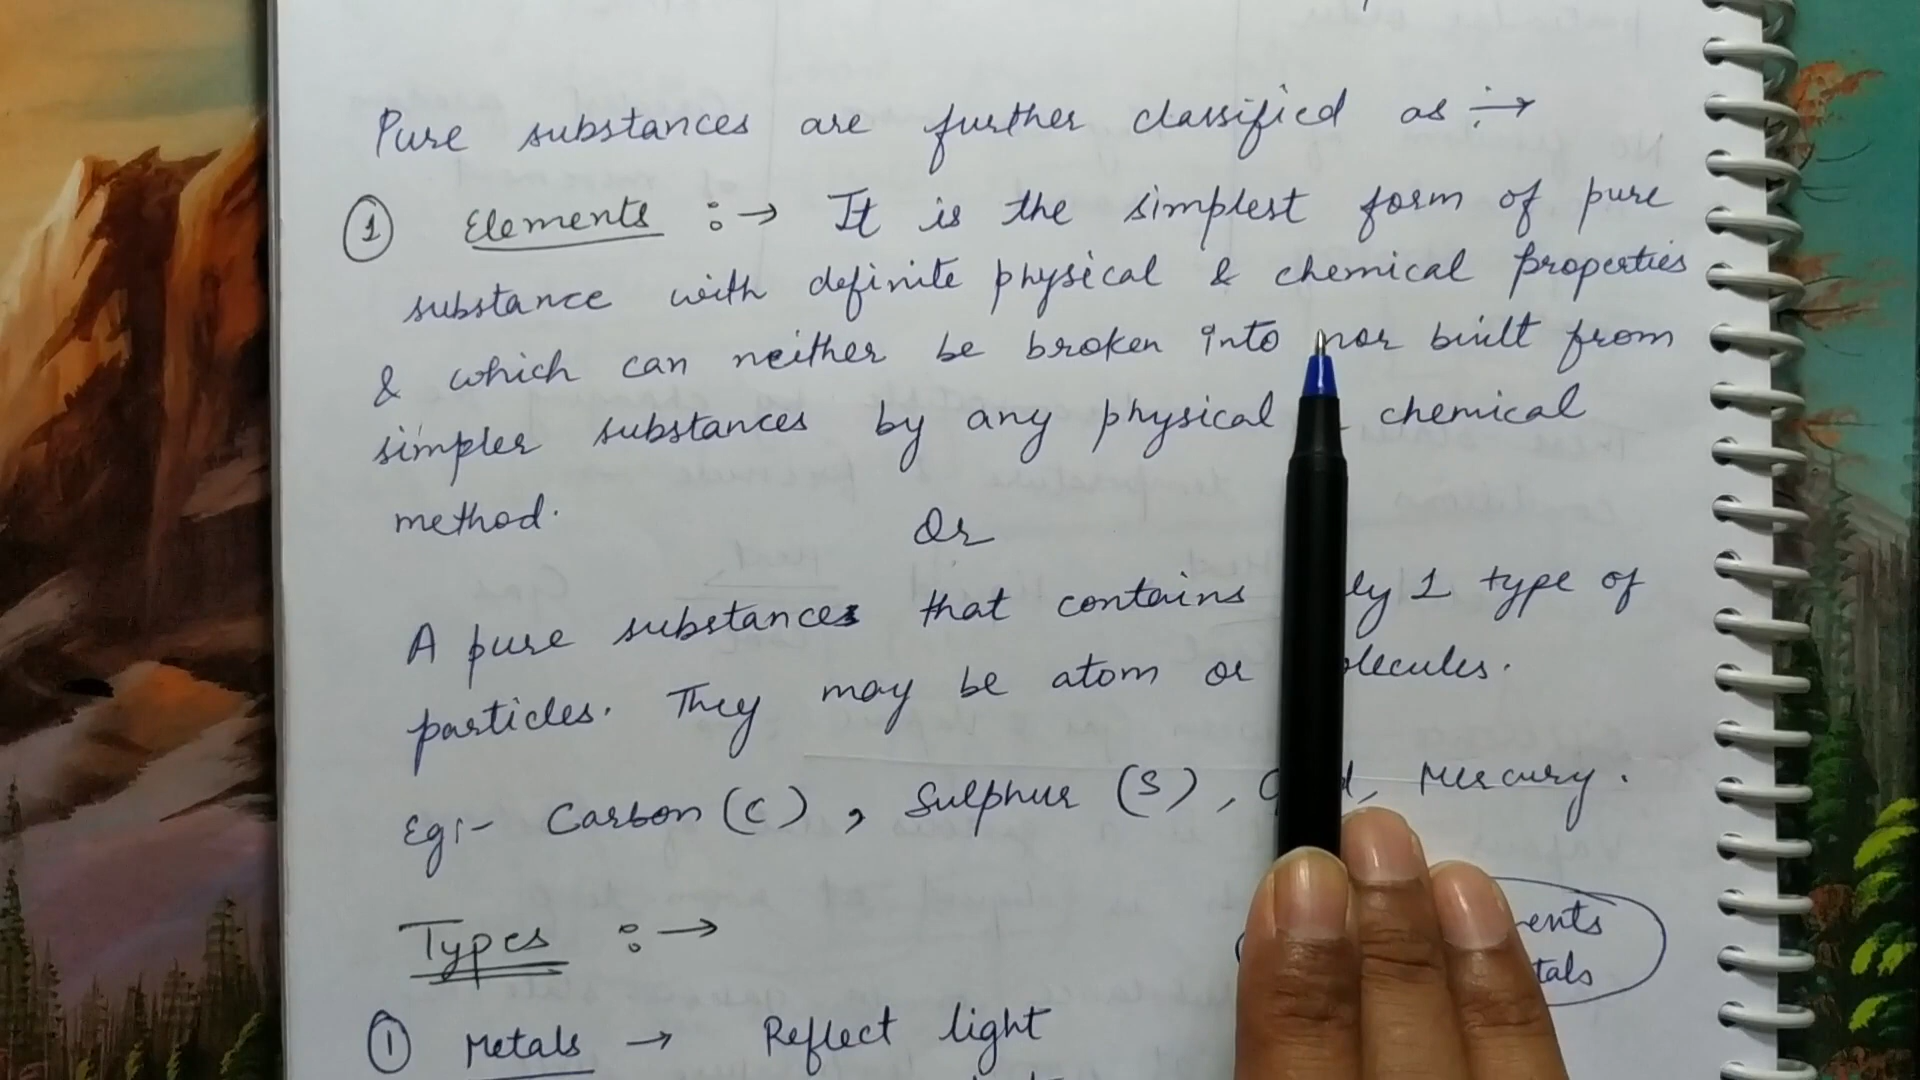 Pure substances are further classified as :→
① Elements :→ It is the simplest form of pure
substance with definite physical & chemical properties
& which can neither be broken into nor built from
simpler substances by any physical chemical
method.
Or
A pure substances that contains ly 1 type of
particles. They may be atom or olecules.
Eg:- Carbon (C), Sulphur (S), Mercury.
Types :→
ents
tals
① Metals → Reflect light